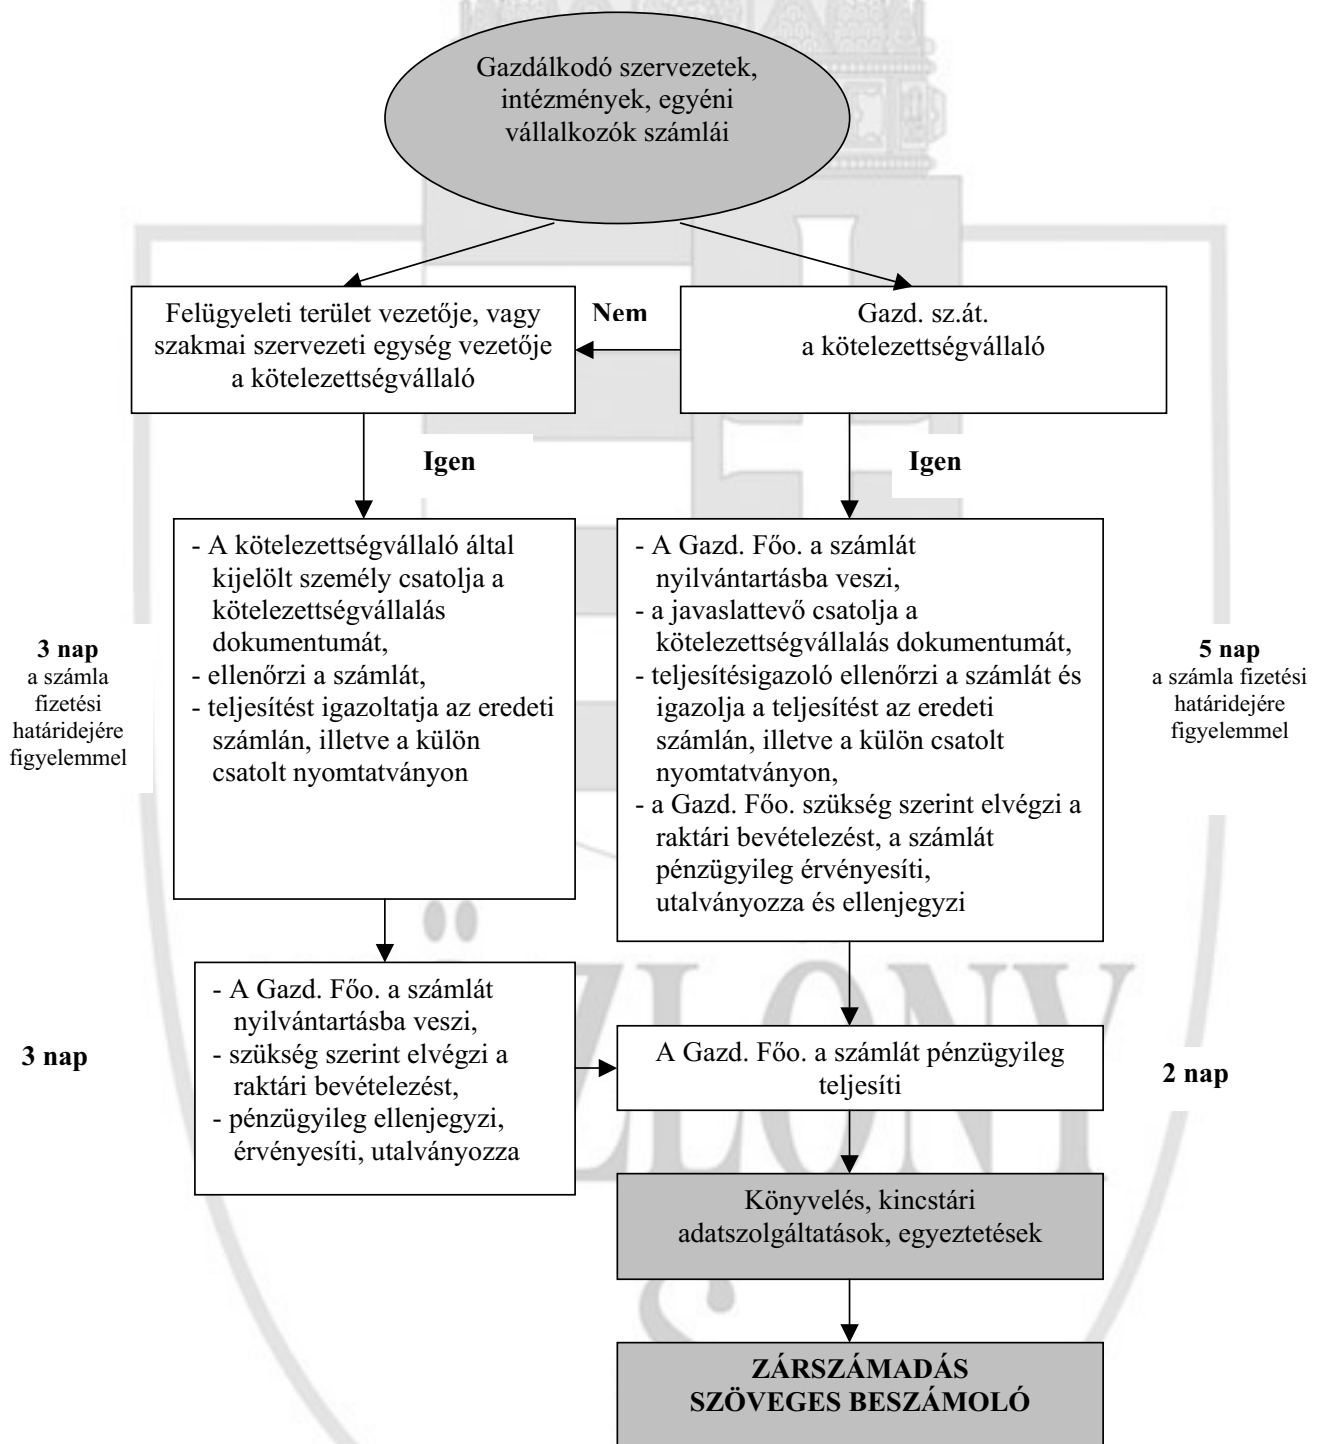 Gazdálkodó szervezetek,
intézmények, egyéni
vállalkozók számlái
Felügyeleti terület vezetője, vagy
szakmai szervezeti egység vezetője
a kötelezettségvállaló
Nem
Gazd. sz.át.
a kötelezettségvállaló
Igen
Igen
3 nap
a számla
fizetési
határidejére
figyelemmel
- A kötelezettségvállaló által
kijelölt személy csatolja a
kötelezettségvállalás
dokumentumát,
- ellenőrzi a számlát,
- teljesítést igazoltatja az eredeti
számlán, illetve a külön
csatolt nyomtatványon
- A Gazd. Főo. a számlát
nyilvántartásba veszi,
- a javaslattevő csatolja a
kötelezettségvállalás dokumentumát,
- teljesítésigazoló ellenőrzi a számlát és
igazolja a teljesítést az eredeti
számlán, illetve a külön csatolt
nyomtatványon,
- a Gazd. Főo. szükség szerint elvégzi a
raktári bevételezést, a számlát
pénzügyileg érvényesíti,
utalványozza és ellenjegyzi
5 nap
a számla fizetési
határidejére
figyelemmel
3 nap
- A Gazd. Főo. a számlát
nyilvántartásba veszi,
- szükség szerint elvégzi a
raktári bevételezést,
- pénzügyileg ellenjegyzi,
érvényesíti, utalványozza
A Gazd. Főo. a számlát pénzügyileg
teljesíti
2 nap
Könyvelés, kincstári
adatszolgáltatások, egyeztetések
ZÁRSZÁMADÁS
SZÖVEGES BESZÁMOLÓ